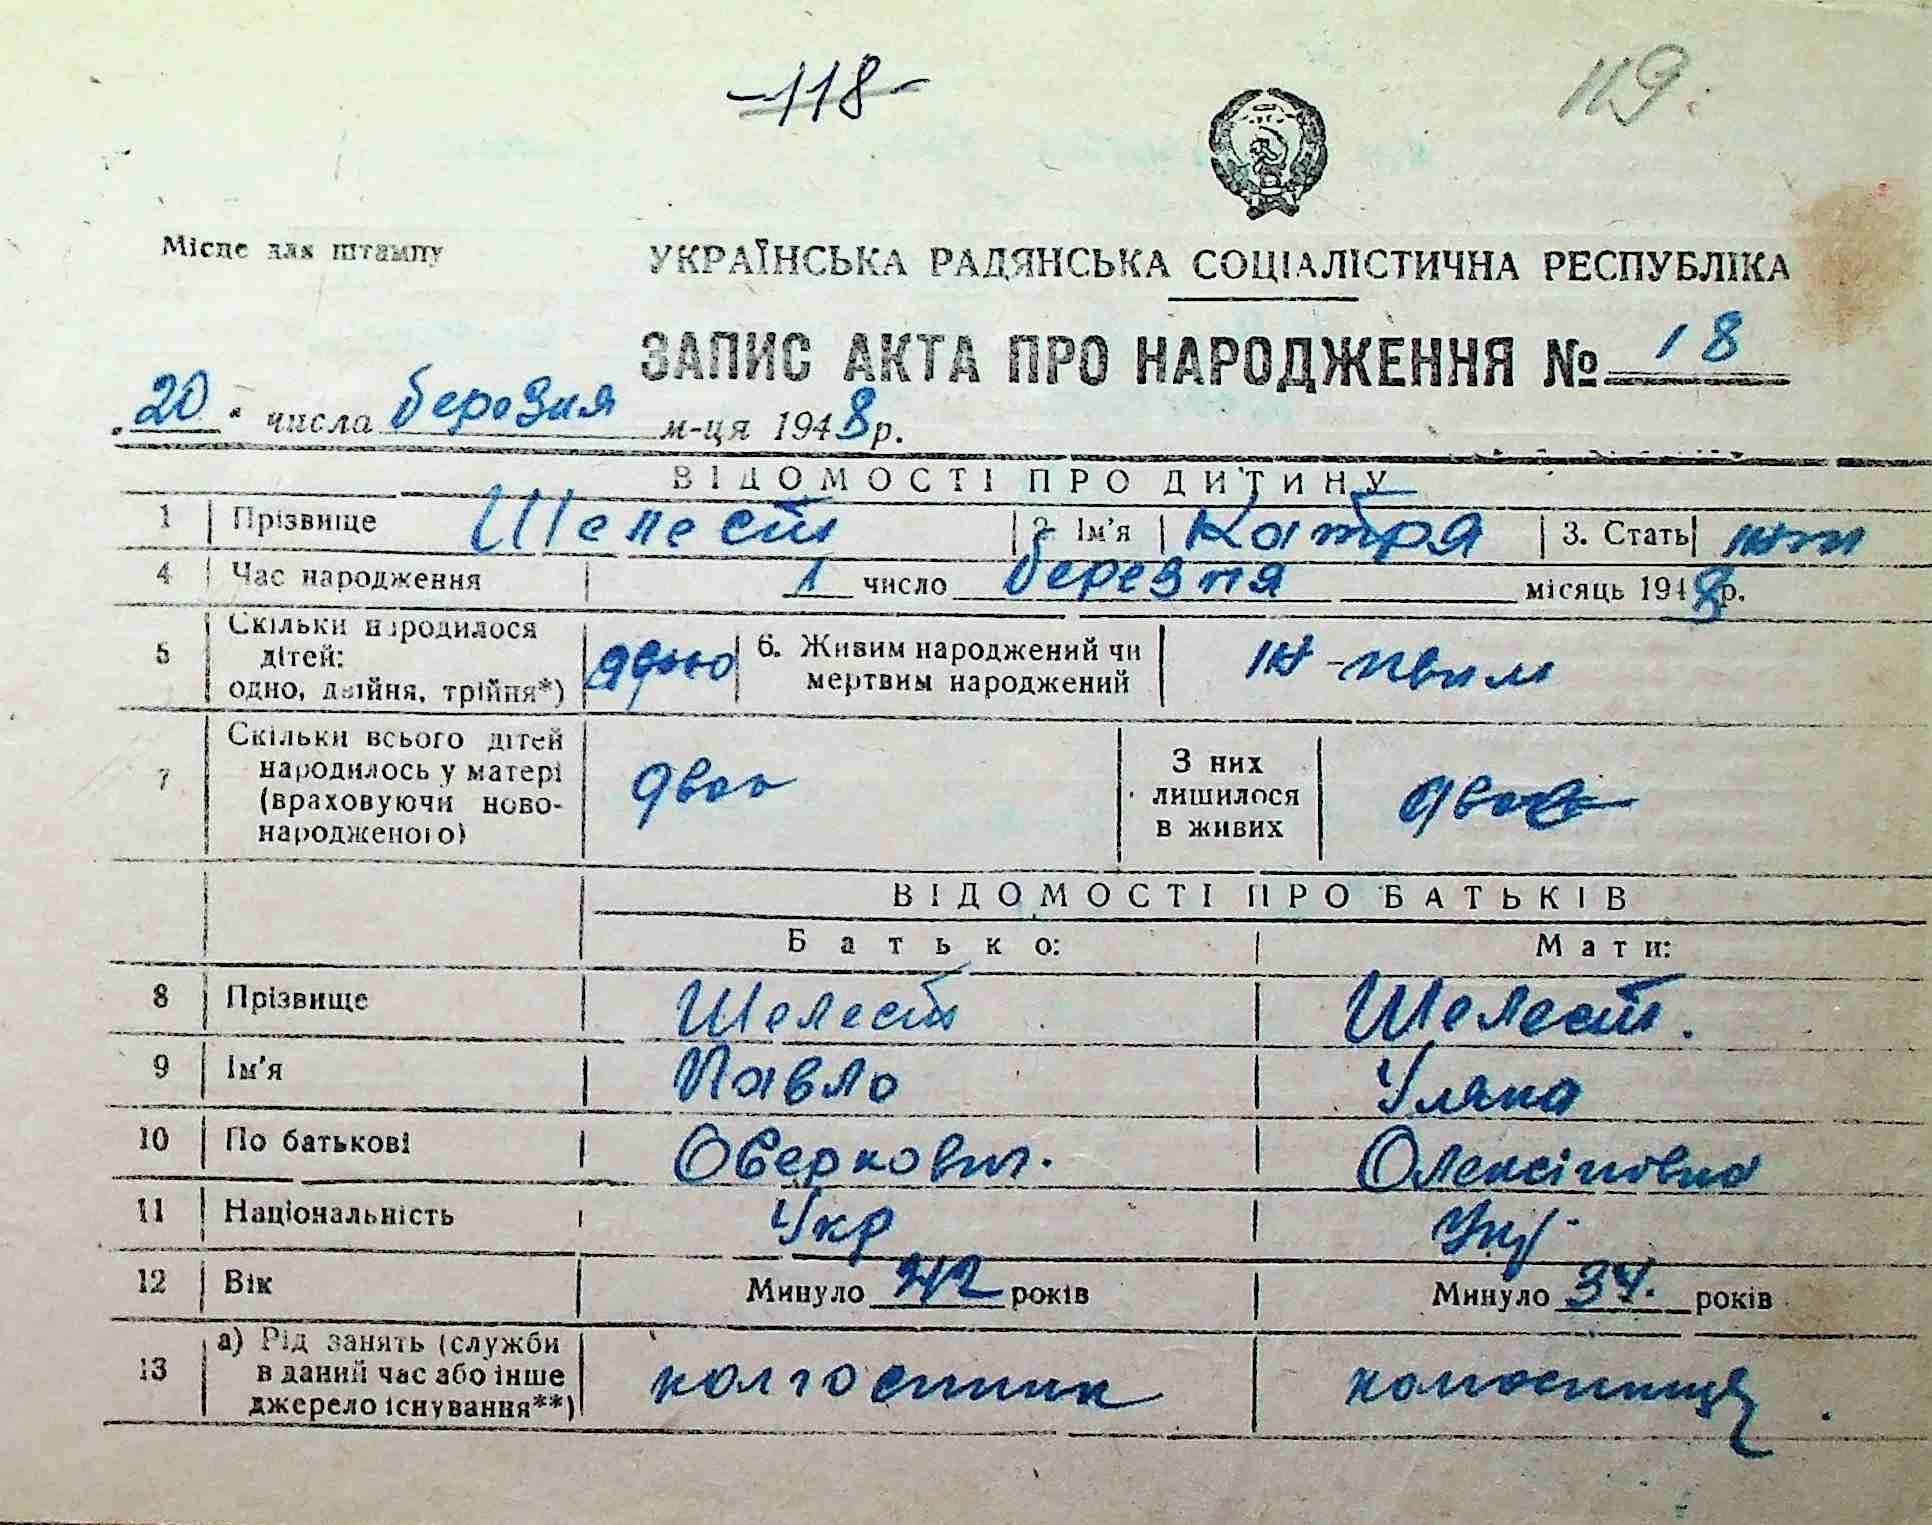 -118-
119.
Місце для штампу
УКРАЇНСЬКА РАДЯНСЬКА СОЦІАЛІСТИЧНА РЕСПУБЛІКА
ЗАПИС АКТА ПРО НАРОДЖЕННЯ № 18
20 числа березня м-ця 1948 р.
ВІДОМОСТІ ПРО ДИТИНУ
1 Прізвище Шелест 2. Ім'я Катря 3. Стать
4 Час народження 1 число березня місяць 1948 р.
5 Скільки народилося дітей: одно, двійня, трійня*) 6. Живим народжений чи мертвим народжений
7 Скільки всього дітей народилось у матері (враховуючи новонародженого) двоє З них лишилося в живих двоє
ВІДОМОСТІ ПРО БАТЬКІВ
Батько: Мати:
8 Прізвище Шелест Шелест.
9 Ім'я Павло Уляна
10 По батькові Оверкович. Олексіївна
11 Національність Укр Укр.
12 Вік Минуло 42 років Минуло 34. років
13 а) Рід занять (служби в даний час або інше джерело існування**) колгоспник колгоспниця